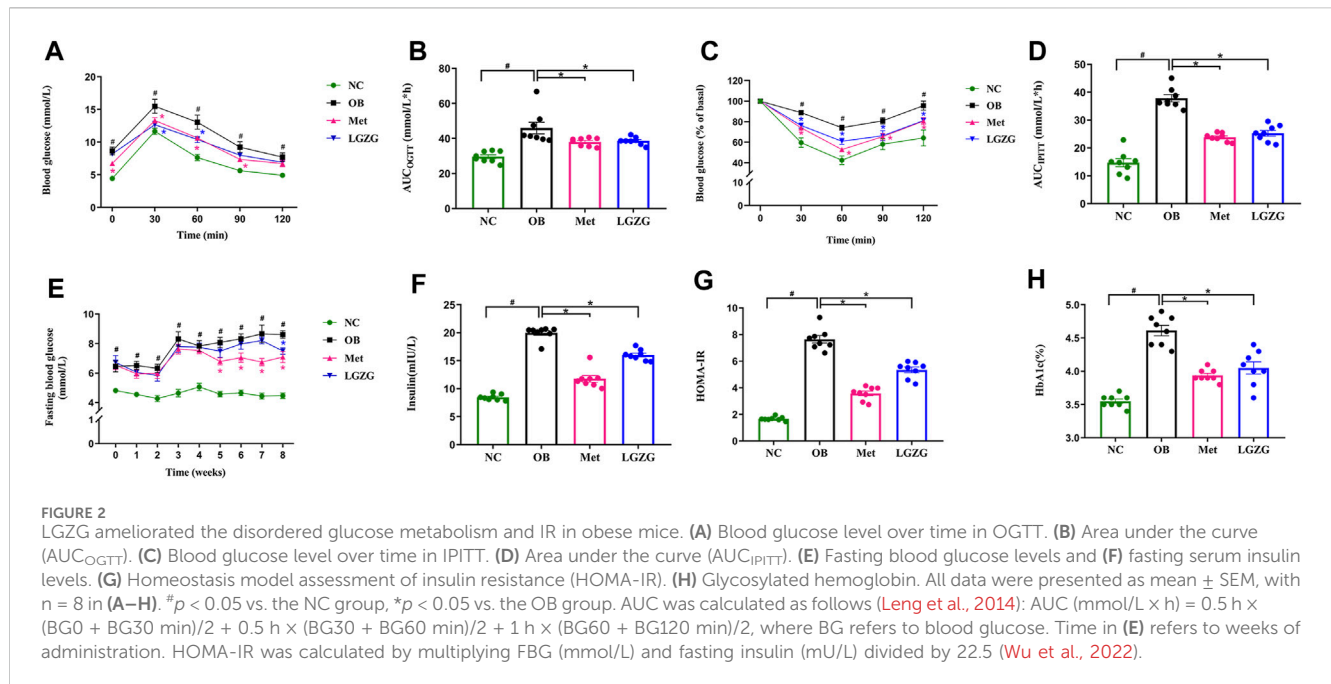 A
Blood glucose (mmol/L)
20
15
10
5
0
#
#
#
#
#
*
*
*
*
*
*
0 30 60 90 120
Time (min)
NC
OB
Met
LGZG
B
AUCOGTT (mmol/L*h)
80
60
40
20
0
#
*
*
NC OB Met LGZG
C
Blood glucose (% of basal)
120
100
80
60
40
10
0
#
#
#
#
0 30 60 90 120
Time (min)
NC
OB
Met
LGZG
D
AUCIPITT (mmol/L*h)
50
40
30
20
10
0
#
*
*
NC OB Met LGZG
E
Fasting blood glucose
(mmol/L)
10
8
6
4
1
0
# # # # # # # # #
* * * *
*
0 1 2 3 4 5 6 7 8
Time (weeks)
NC
OB
Met
LGZG
F
Insulin(mIU/L)
25
20
15
10
5
0
#
*
*
NC OB Met LGZG
G
HOMA-IR
10
8
6
4
2
0
#
*
*
NC OB Met LGZG
H
HbA1c(%)
5.0
4.5
4.0
3.5
3.0
#
*
*
NC OB Met LGZG
FIGURE 2
LGZG ameliorated the disordered glucose metabolism and IR in obese mice. (A) Blood glucose level over time in OGTT. (B) Area under the curve
(AUCOGTT). (C) Blood glucose level over time in IPITT. (D) Area under the curve (AUCIPITT). (E) Fasting blood glucose levels and (F) fasting serum insulin
levels. (G) Homeostasis model assessment of insulin resistance (HOMA-IR). (H) Glycosylated hemoglobin. All data were presented as mean ± SEM, with
n = 8 in (A–H). #p < 0.05 vs. the NC group, *p < 0.05 vs. the OB group. AUC was calculated as follows (Leng et al., 2014): AUC (mmol/L × h) = 0.5 h ×
(BG0 + BG30 min)/2 + 0.5 h × (BG30 + BG60 min)/2 + 1 h × (BG60 + BG120 min)/2, where BG refers to blood glucose. Time in (E) refers to weeks of
administration. HOMA-IR was calculated by multiplying FBG (mmol/L) and fasting insulin (mU/L) divided by 22.5 (Wu et al., 2022).